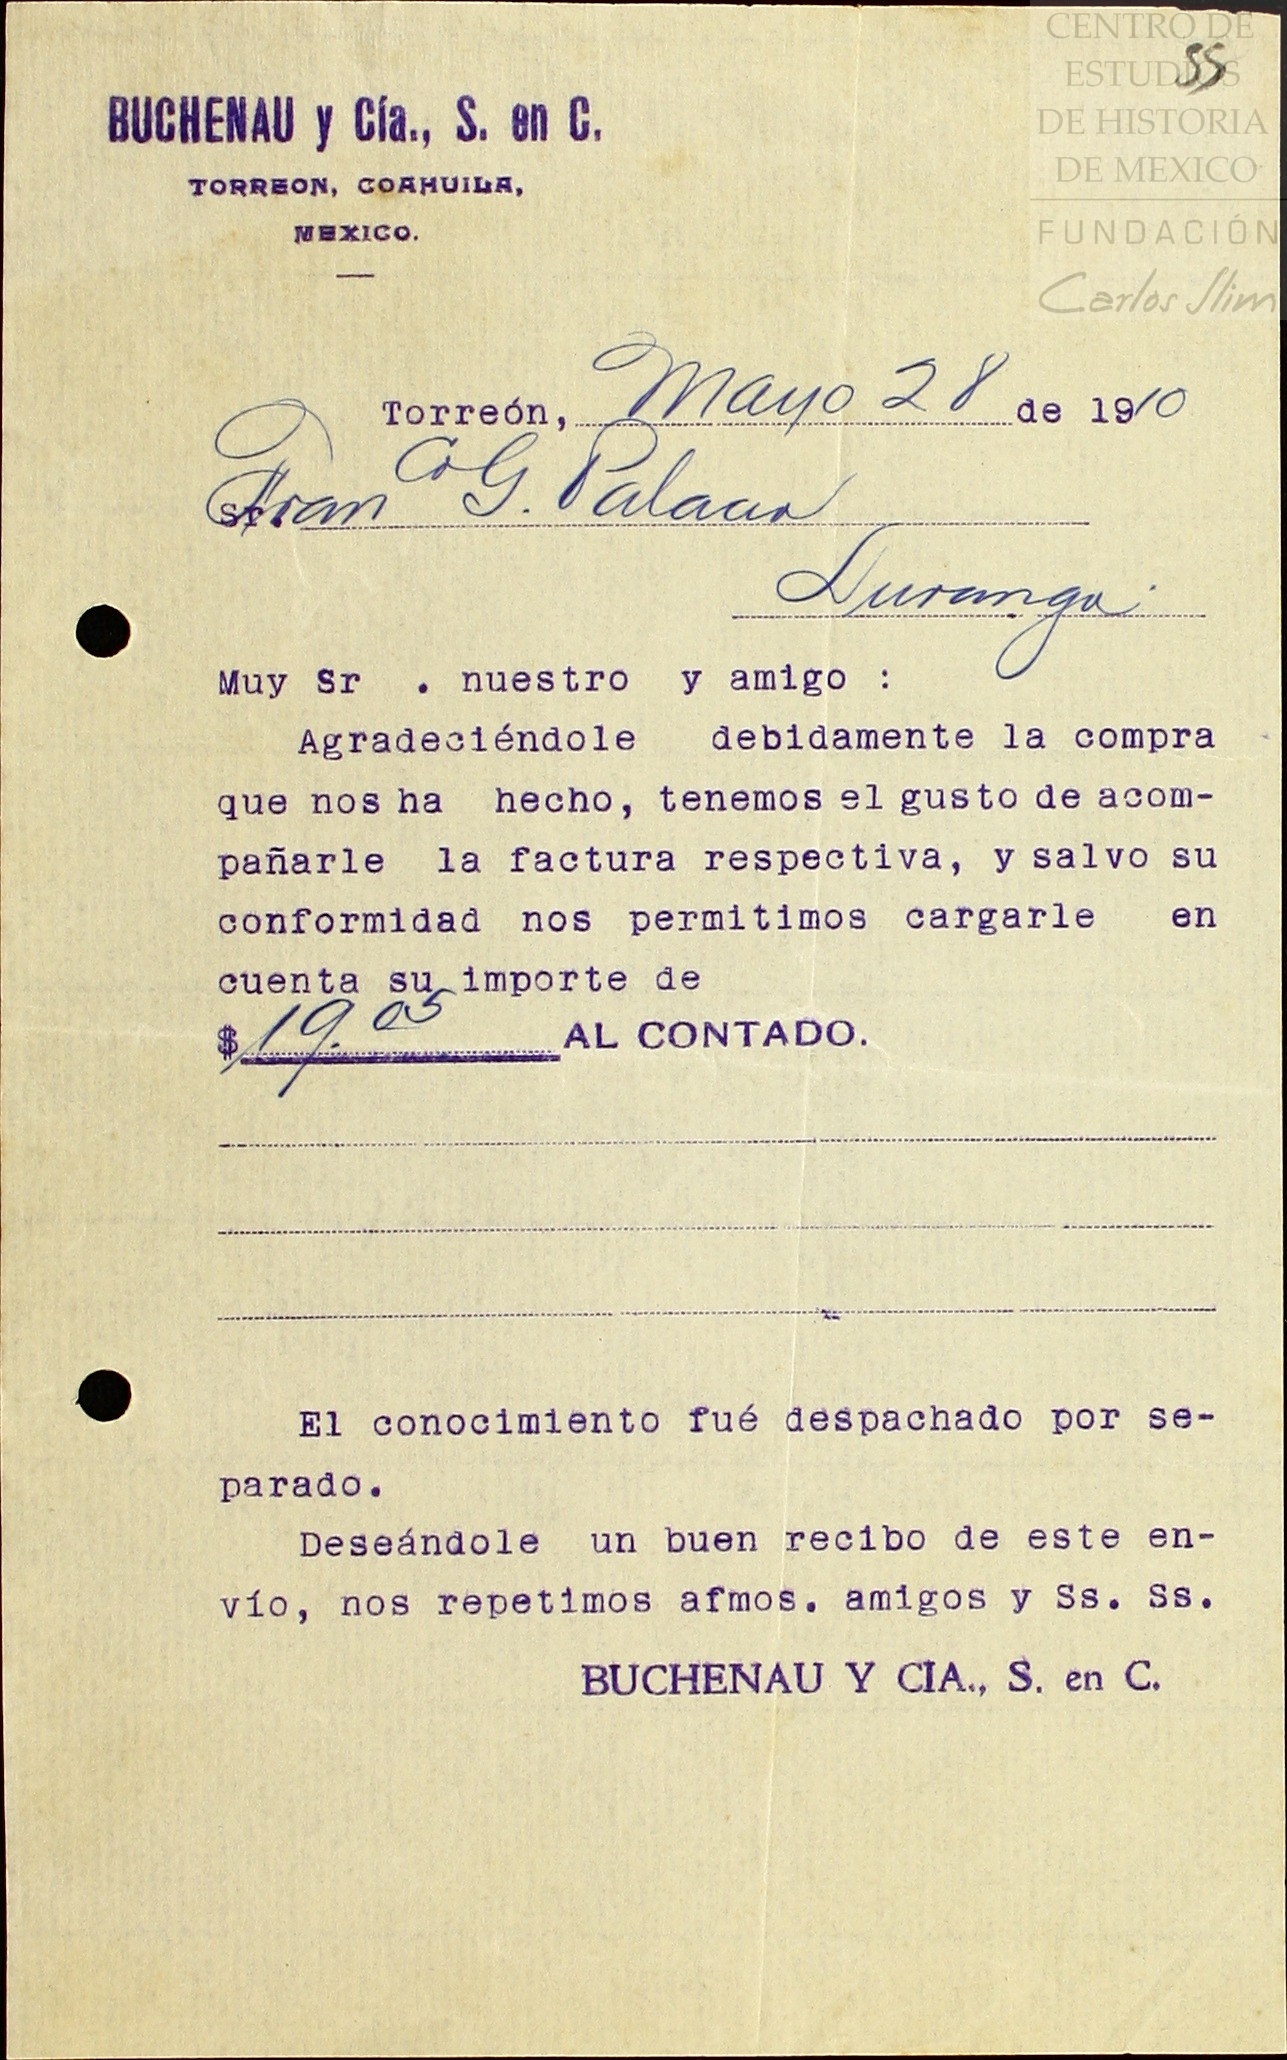 CENTRO DE
ESTUDIOS
DE HISTORIA
DE MEXICO
FUNDACIÓN
Carlos Slim
55
BUCHENAU y Cía., S. en C.
TORREON, COAHUILA,
MEXICO.
Torreón, Mayo 28 de 1910
Sr. Franco G. Palacio
Durango.
Muy Sr . nuestro y amigo :
Agradeciéndole debidamente la compra
que nos ha hecho, tenemos el gusto de acom-
pañarle la factura respectiva, y salvo su
conformidad nos permitimos cargarle en
cuenta su importe de
$ 19.05 AL CONTADO.
El conocimiento fué despachado por se-
parado.
Deseándole un buen recibo de este en-
vío, nos repetimos afmos. amigos y Ss. Ss.
BUCHENAU Y CIA., S. en C.